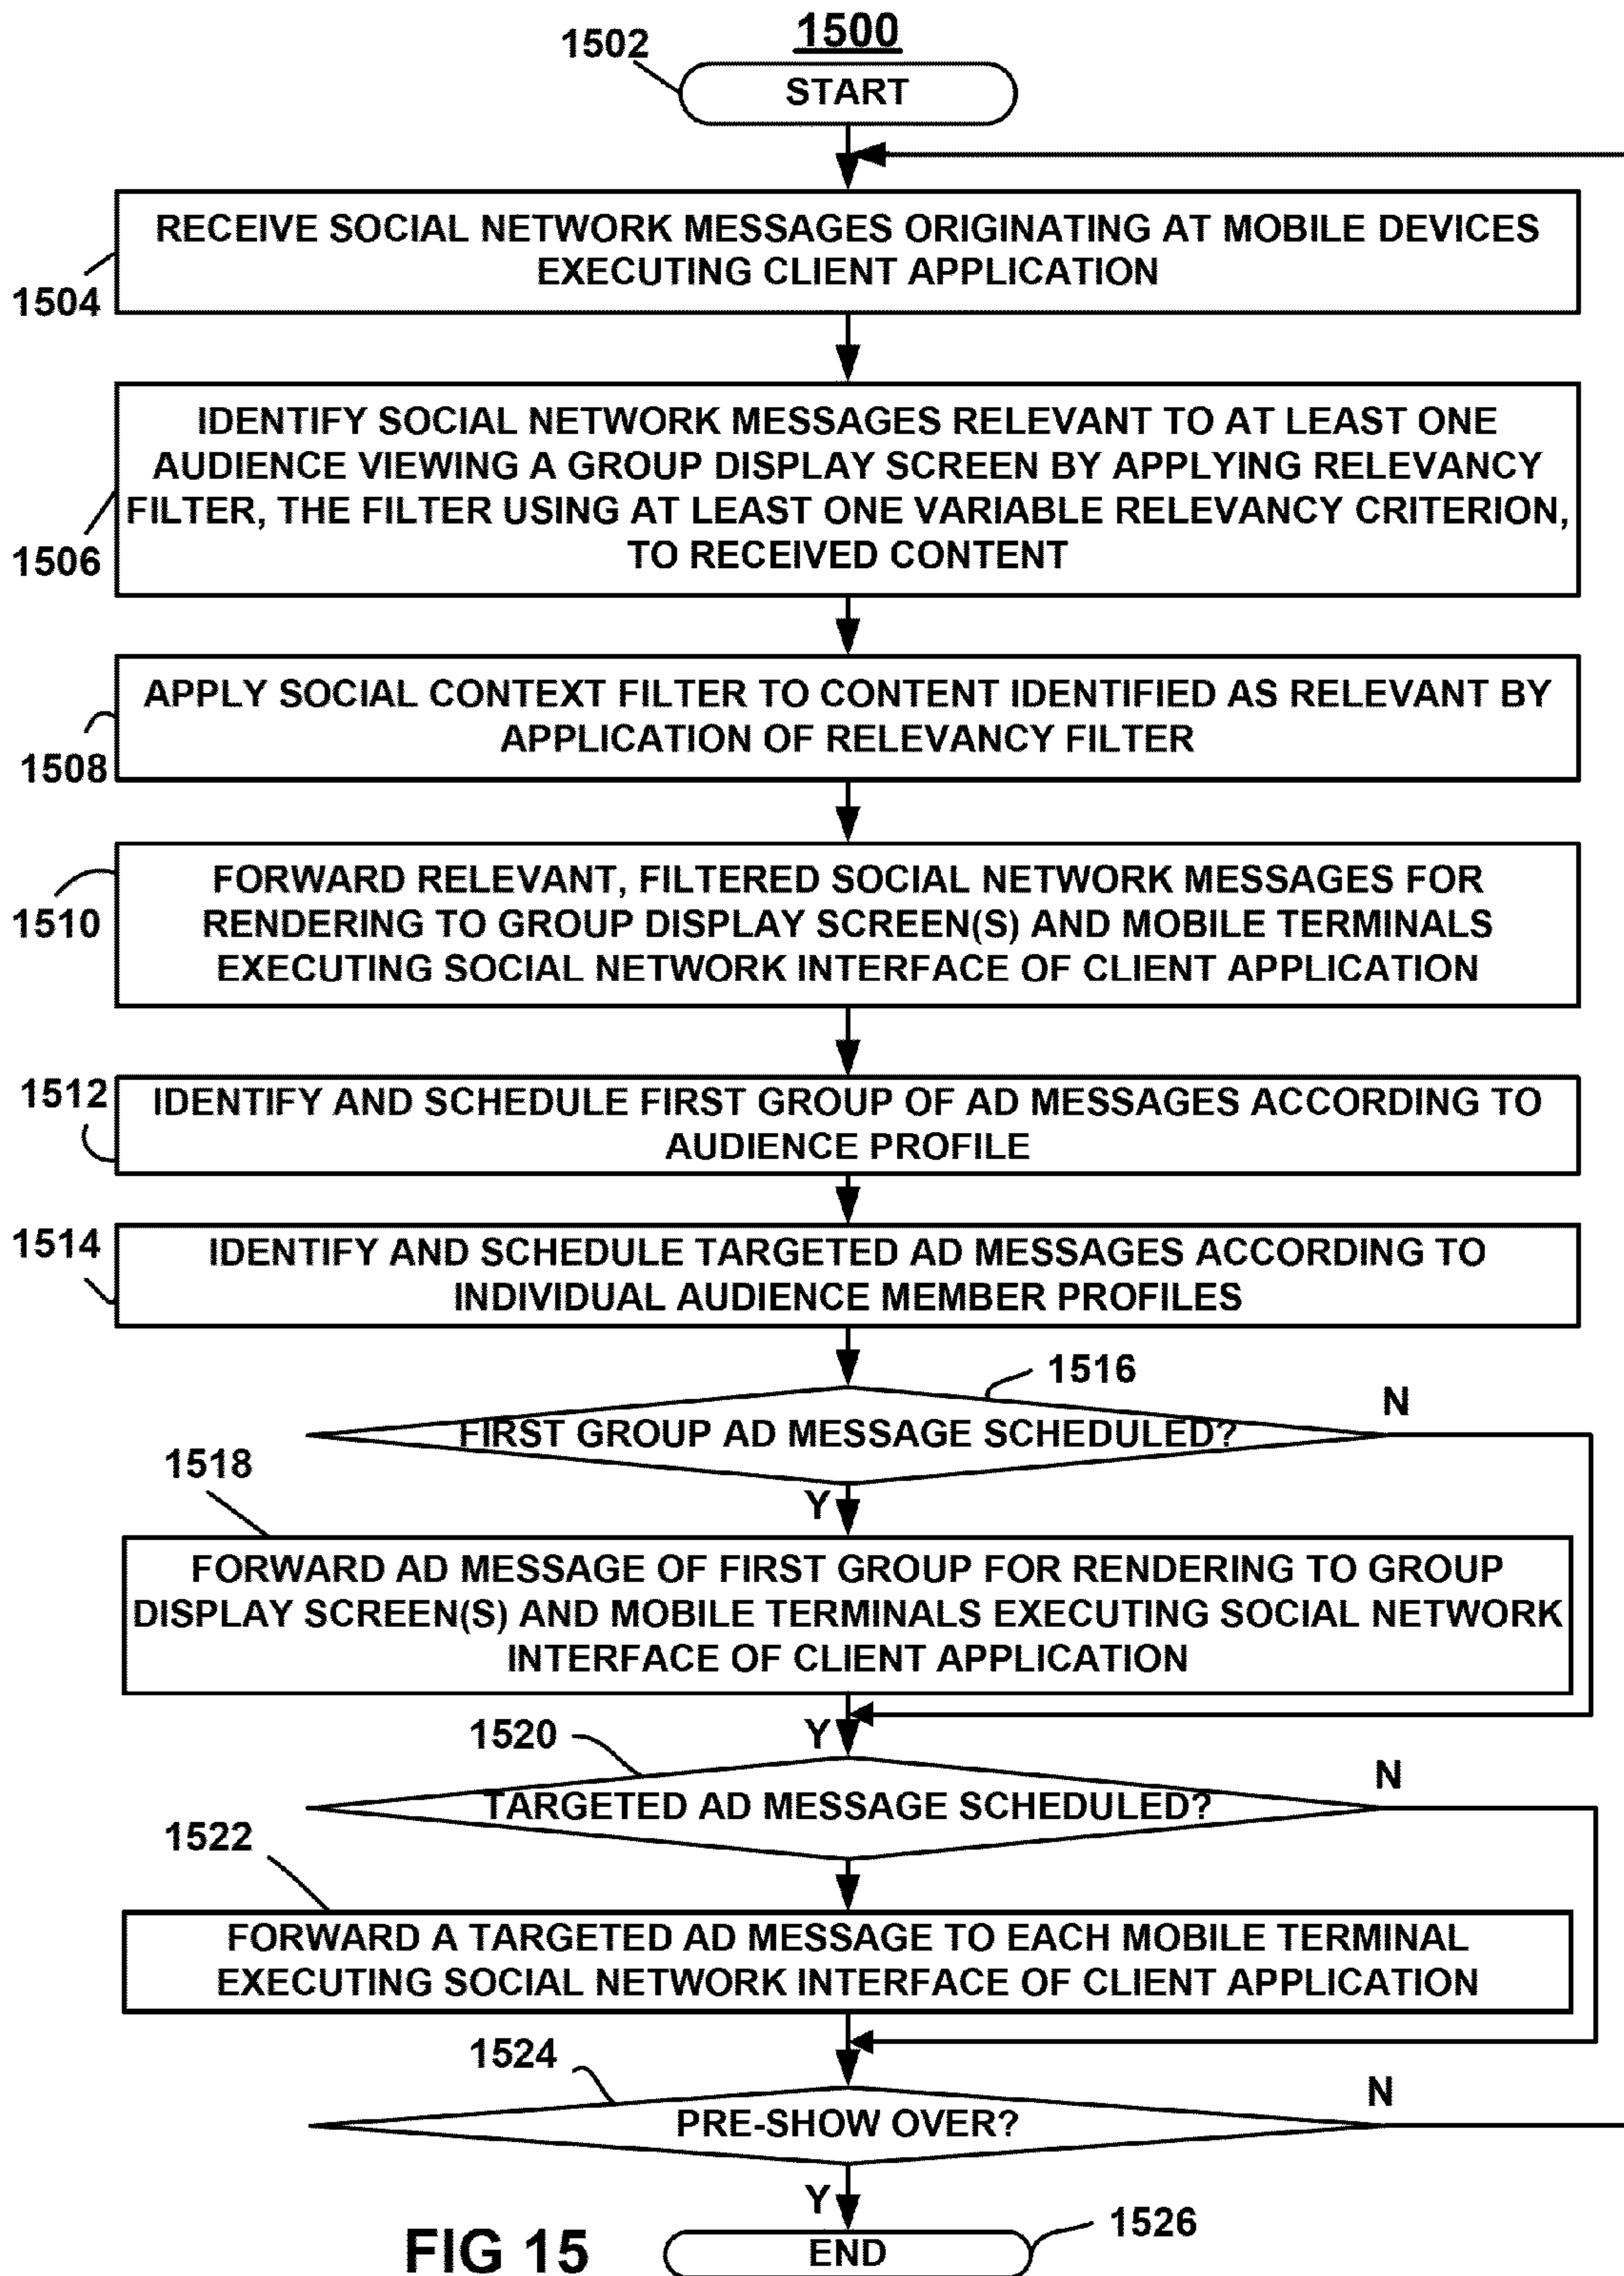 1500
1502
START
RECEIVE SOCIAL NETWORK MESSAGES ORIGINATING AT MOBILE DEVICES
EXECUTING CLIENT APPLICATION
1504
IDENTIFY SOCIAL NETWORK MESSAGES RELEVANT TO AT LEAST ONE
AUDIENCE VIEWING A GROUP DISPLAY SCREEN BY APPLYING RELEVANCY
FILTER, THE FILTER USING AT LEAST ONE VARIABLE RELEVANCY CRITERION,
TO RECEIVED CONTENT
1506
APPLY SOCIAL CONTEXT FILTER TO CONTENT IDENTIFIED AS RELEVANT BY
APPLICATION OF RELEVANCY FILTER
1508
FORWARD RELEVANT, FILTERED SOCIAL NETWORK MESSAGES FOR
RENDERING TO GROUP DISPLAY SCREEN(S) AND MOBILE TERMINALS
EXECUTING SOCIAL NETWORK INTERFACE OF CLIENT APPLICATION
1510
1512
IDENTIFY AND SCHEDULE FIRST GROUP OF AD MESSAGES ACCORDING TO
AUDIENCE PROFILE
1514
IDENTIFY AND SCHEDULE TARGETED AD MESSAGES ACCORDING TO
INDIVIDUAL AUDIENCE MEMBER PROFILES
1516
N
FIRST GROUP AD MESSAGE SCHEDULED?
1518
Y
FORWARD AD MESSAGE OF FIRST GROUP FOR RENDERING TO GROUP
DISPLAY SCREEN(S) AND MOBILE TERMINALS EXECUTING SOCIAL NETWORK
INTERFACE OF CLIENT APPLICATION
1520
Y
N
TARGETED AD MESSAGE SCHEDULED?
1522
FORWARD A TARGETED AD MESSAGE TO EACH MOBILE TERMINAL
EXECUTING SOCIAL NETWORK INTERFACE OF CLIENT APPLICATION
1524
N
PRE-SHOW OVER?
Y
1526
END
FIG 15